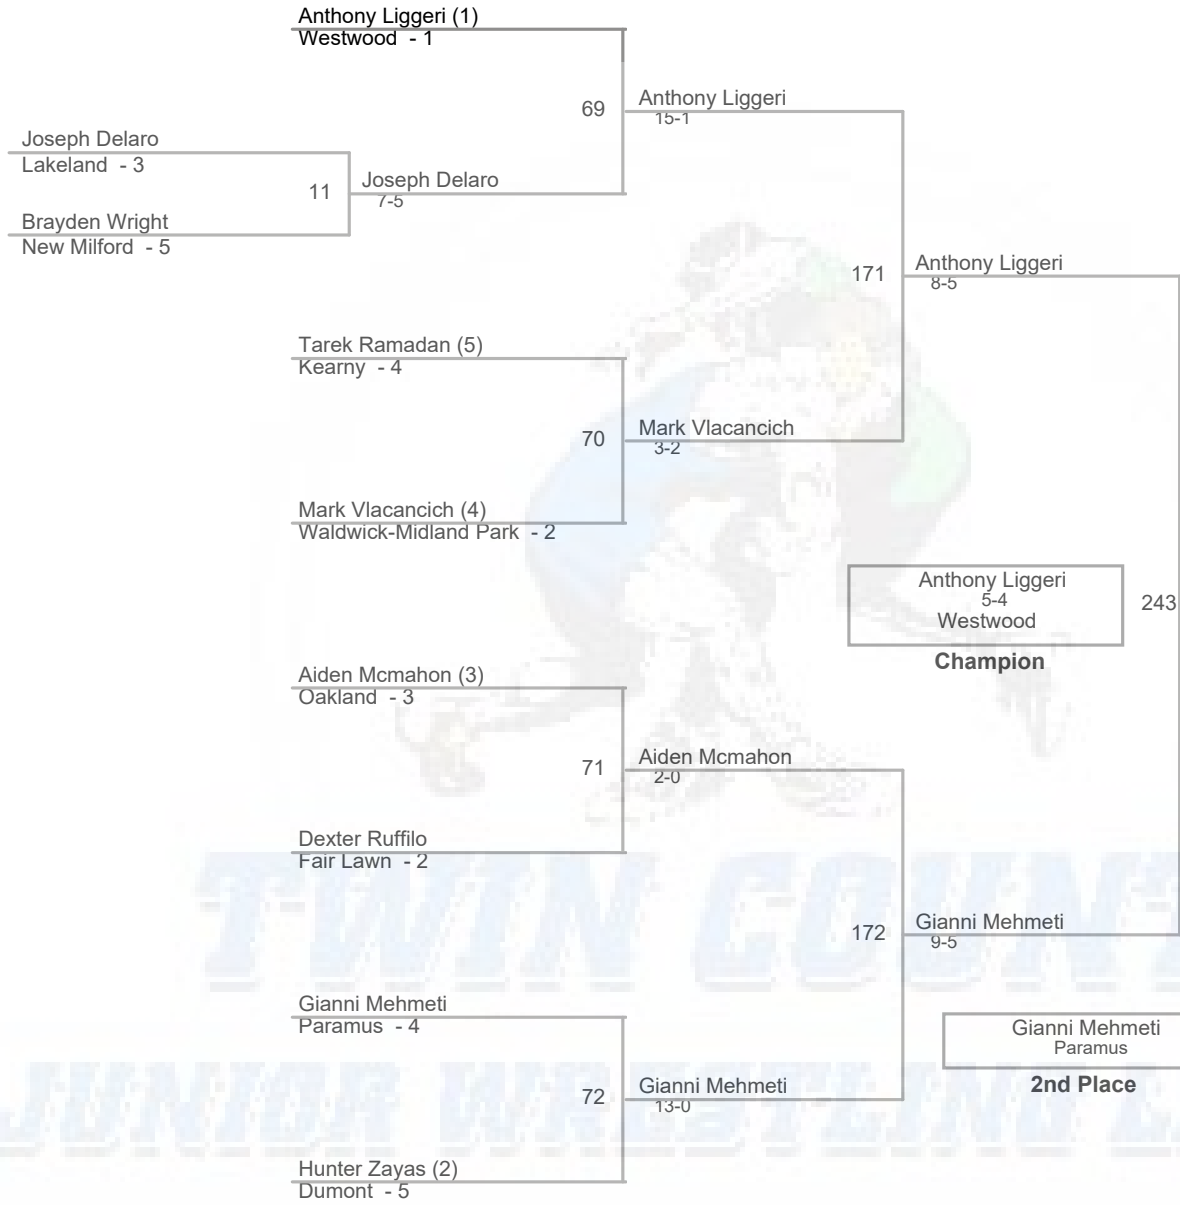 Anthony Liggeri (1)
Westwood - 1
69
Anthony Liggeri
15-1
Joseph Delaro
Lakeland - 3
11
Joseph Delaro
7-5
Brayden Wright
New Milford - 5
171
Anthony Liggeri
8-5
Tarek Ramadan (5)
Kearny - 4
70
Mark Vlacancich
3-2
Mark Vlacancich (4)
Waldwick-Midland Park - 2
Anthony Liggeri
5-4
Westwood
243
Champion
Aiden Mcmahon (3)
Oakland - 3
71
Aiden Mcmahon
2-0
Dexter Ruffilo
Fair Lawn - 2
TWIN COUN
172
Gianni Mehmeti
9-5
Gianni Mehmeti
Paramus - 4
Gianni Mehmeti
Paramus
2nd Place
72
Gianni Mehmeti
13-0
JUNIOR WRESTLING
Hunter Zayas (2)
Dumont - 5